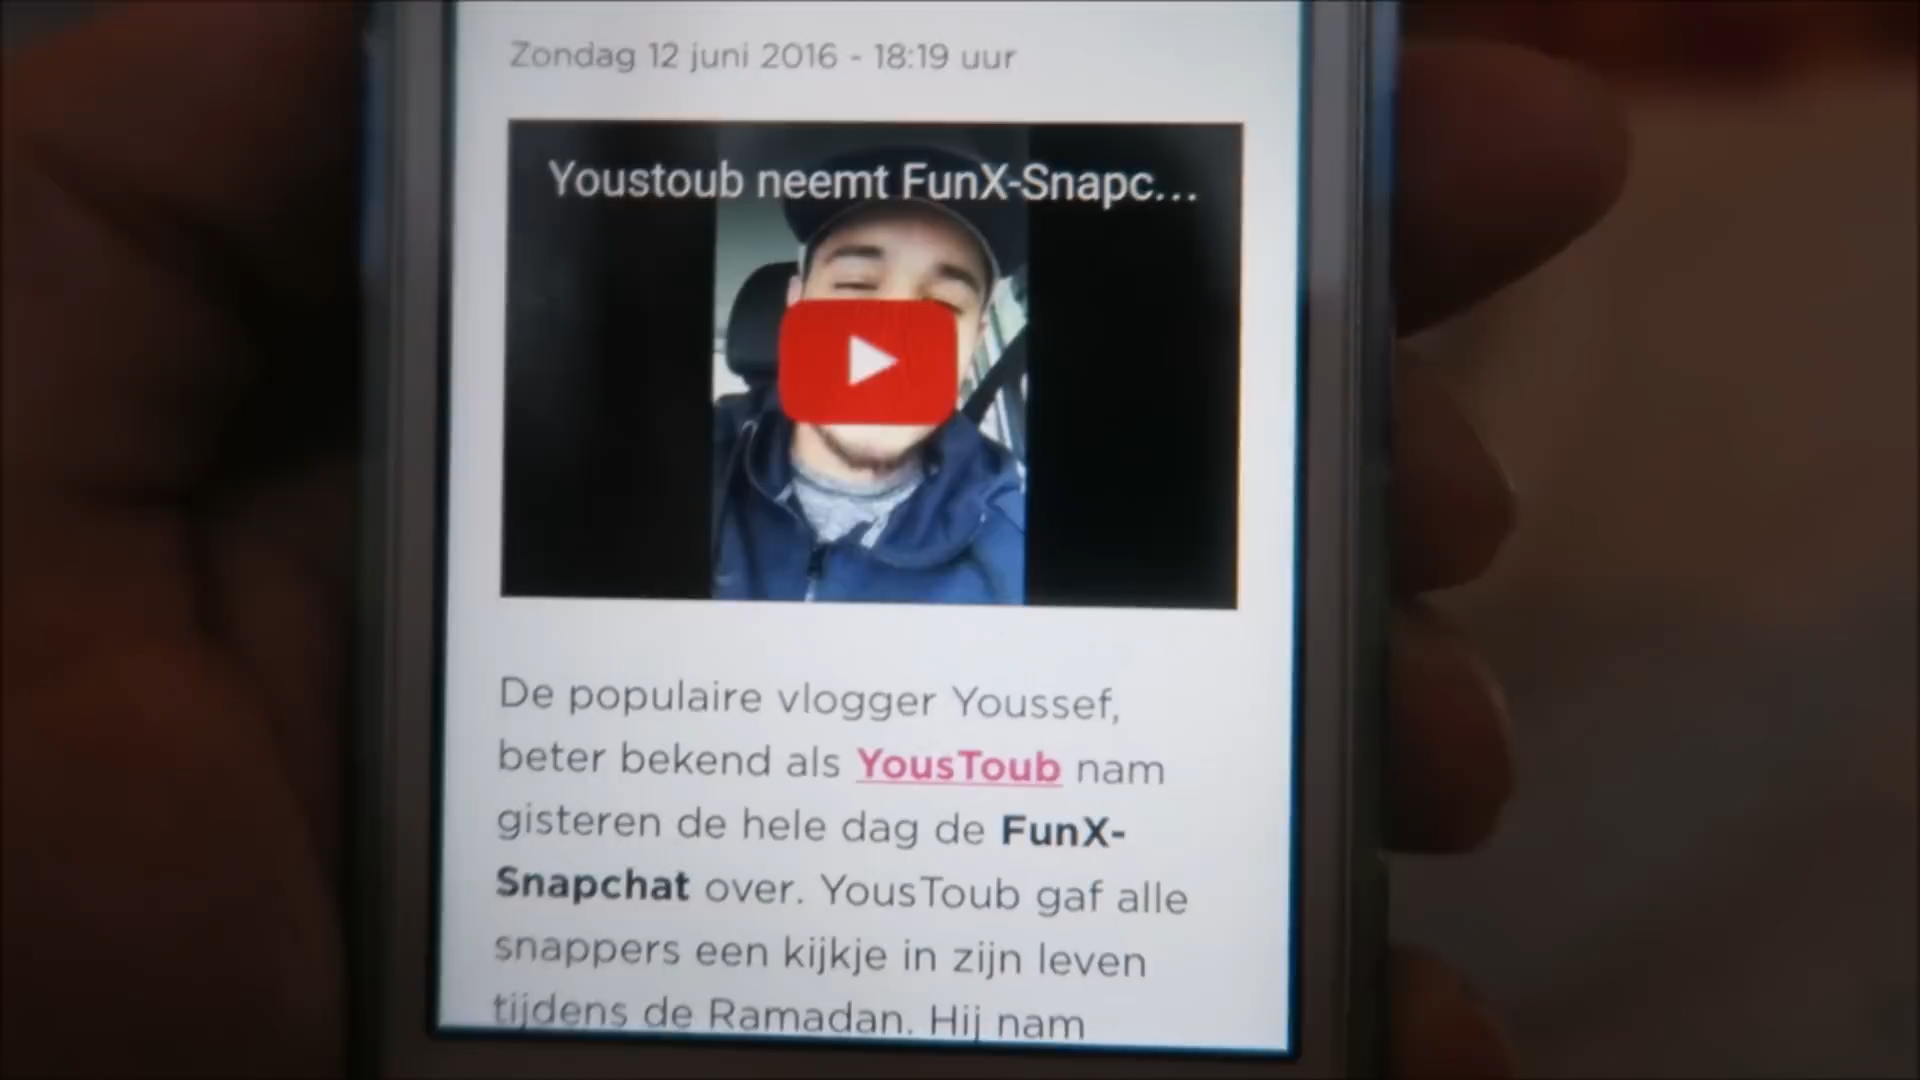 Zondag 12 juni 2016 - 18:19 uur
Youstoub neemt FunX-Snapc...
De populaire vlogger Youssef,
beter bekend als YousToub nam
gisteren de hele dag de FunX-
Snapchat over. YousToub gaf alle
snappers een kijkje in zijn leven
tijdens de Ramadan. Hij nam